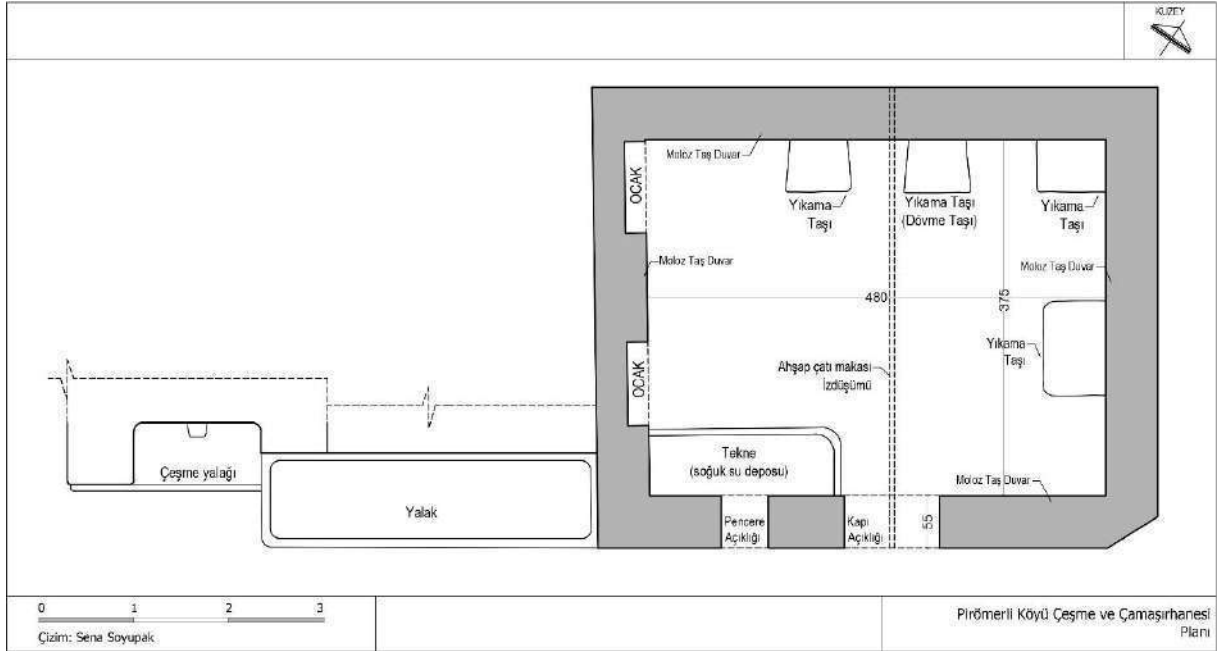 KUZEY
Moloz Taş Duvar
OCAK
Yıkama
Taşı
Yıkama Taşı
(Dövme Taşı)
Yıkama
Taşı
Moloz Taş Duvar
Moloz Taş Duvar
480
375
Yıkama
Taşı
OCAK
Ahşap çatı makası
İzdüşümü
Çeşme yalağı
Tekne
(soğuk su deposu)
Moloz Taş Duvar
Yalak
Pencere
Açıklığı
Kapı
Açıklığı
55
0 1 2 3
Çizim: Sena Soyupak
Pirömerli Köyü Çeşme ve Çamaşırhanesi
Planı